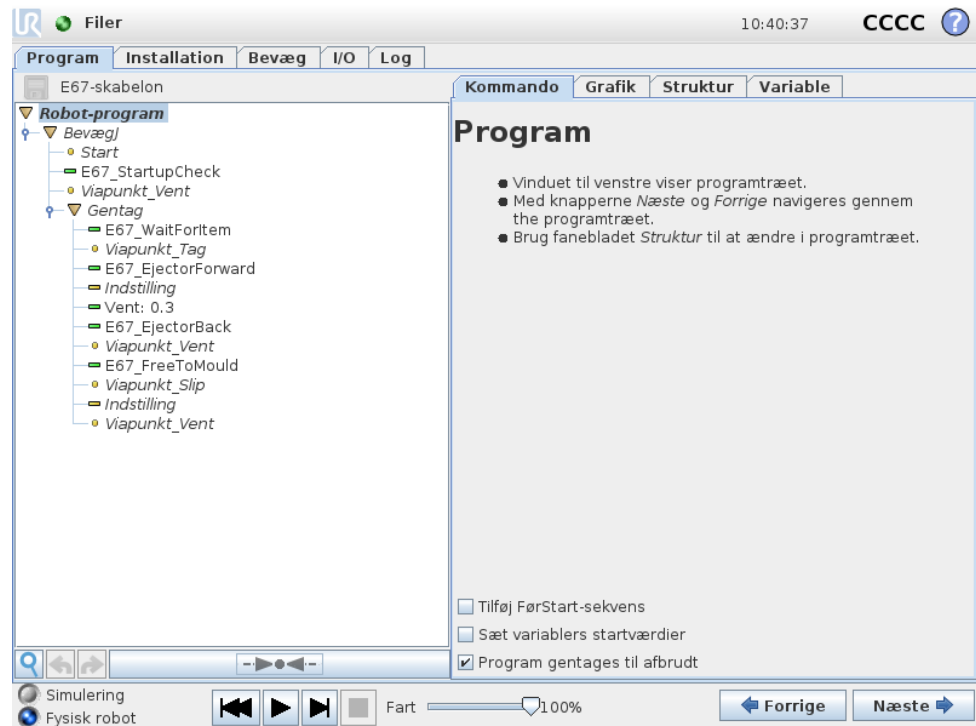 UR Filer 10:40:37 CCCC ?
Program Installation Bevæg I/O Log
E67-skabelon
Robot-program
BevægJ
Start
E67_StartupCheck
Viapunkt_Vent
Gentag
E67_WaitForItem
Viapunkt_Tag
E67_EjectorForward
Indstilling
Vent: 0.3
E67_EjectorBack
Viapunkt_Vent
E67_FreeToMould
Viapunkt_Slip
Indstilling
Viapunkt_Vent
Kommando Grafik Struktur Variable
Program
Vinduet til venstre viser programtræet.
Med knapperne Næste og Forrige navigeres gennem
the programtræet.
Brug fanebladet Struktur til at ændre i programtræet.
Tilføj FørStart-sekvens
Sæt variablers startværdier
Program gentages til afbrudt
Simulering
Fysisk robot
Fart 100%
Forrige Næste